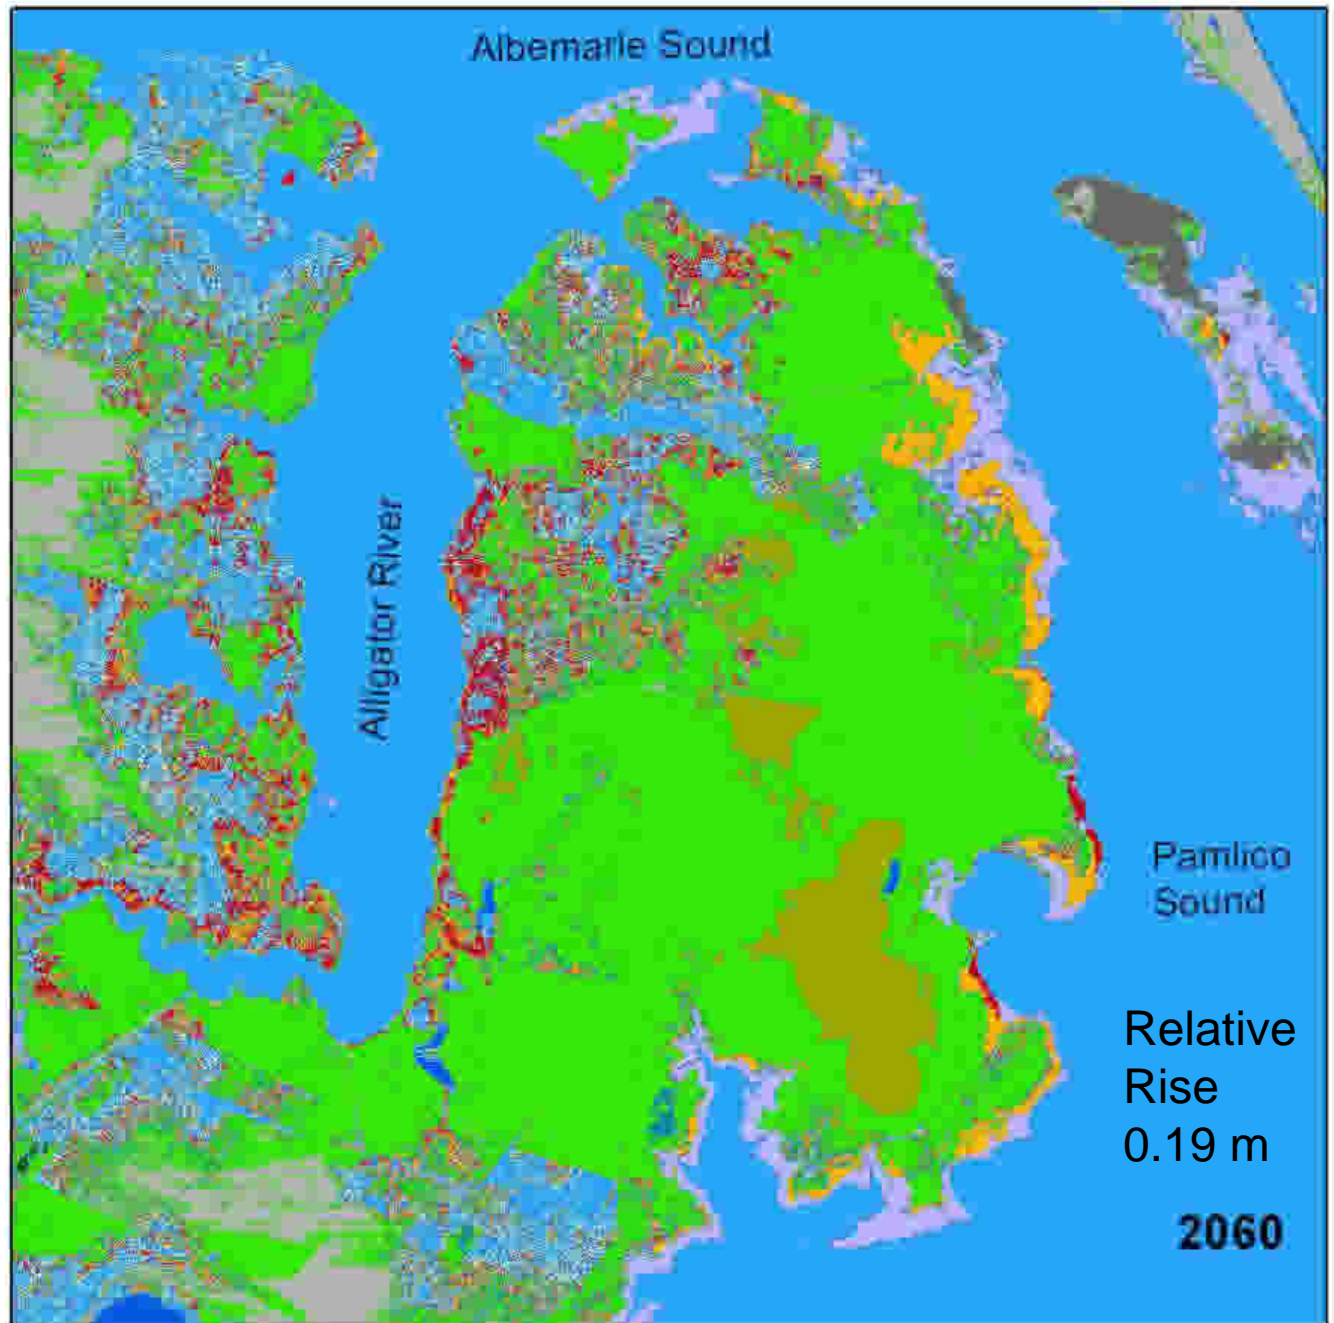 Albemarle Sound
Alligator River
Pamlico
Sound
Relative
Rise
0.19 m
2060